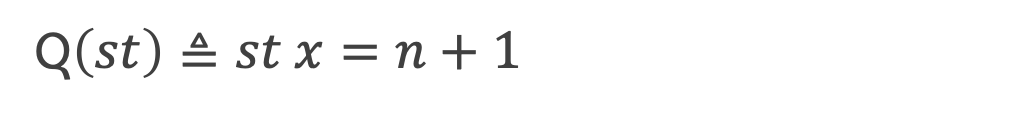 Q(st) ≜ st x = n + 1